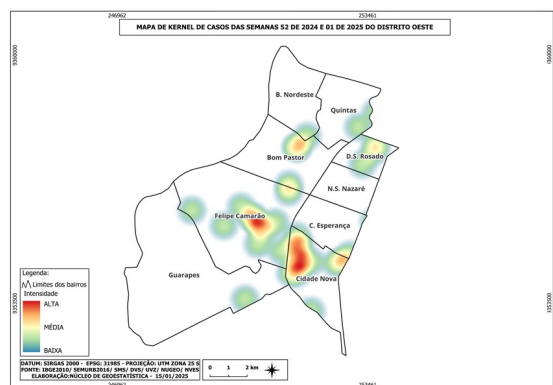 246962
253461
MAPA DE KERNEL DE CASOS DAS SEMANAS 52 DE 2024 E 01 DE 2025 DO DISTRITO OESTE
9360000
9360000
B. Nordeste
Quintas
Bom Pastor
D.S. Rosado
N.S. Nazaré
Felipe Camarão
C. Esperança
Guarapes
Cidade Nova
Legenda:
Limites dos bairros
Intensidade
ALTA
MÉDIA
BAIXA
9353500
9353500
DATUM: SIRGAS 2000 - EPSG: 31985 - PROJEÇÃO: UTM ZONA 25 S
FONTE: IBGE2010/ SEMURB2016/ SMS/ DVS/ UVZ/ NUGEO/ NVES
ELABORAÇÃO:NÚCLEO DE GEOESTATÍSTICA - 15/01/2025
0 1 2 km
246962
253461